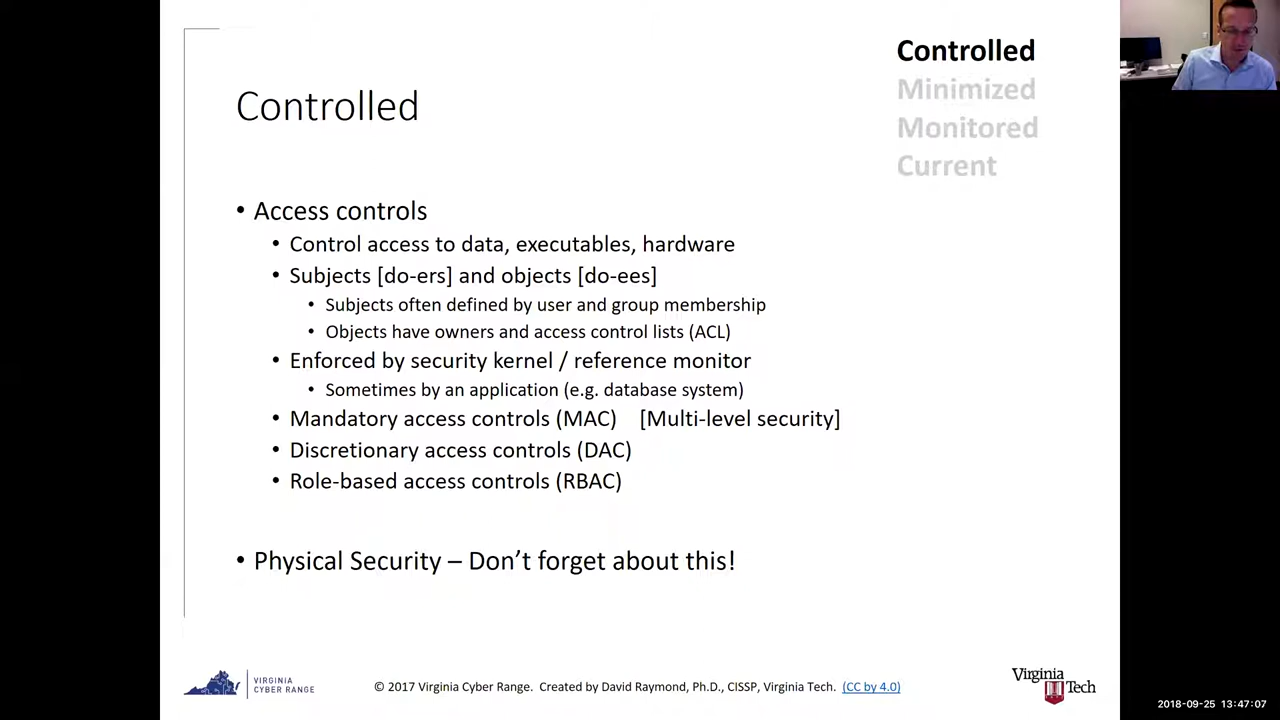 Controlled
Minimized
Monitored
Current
Controlled
• Access controls
• Control access to data, executables, hardware
• Subjects [do-ers] and objects [do-ees]
• Subjects often defined by user and group membership
• Objects have owners and access control lists (ACL)
• Enforced by security kernel / reference monitor
• Sometimes by an application (e.g. database system)
• Mandatory access controls (MAC) [Multi-level security]
• Discretionary access controls (DAC)
• Role-based access controls (RBAC)
• Physical Security – Don't forget about this!
VIRGINIA
CYBER RANGE
© 2017 Virginia Cyber Range. Created by David Raymond, Ph.D., CISSP, Virginia Tech. (CC by 4.0)
Virginia
Tech
2018-09-25 13:47:07